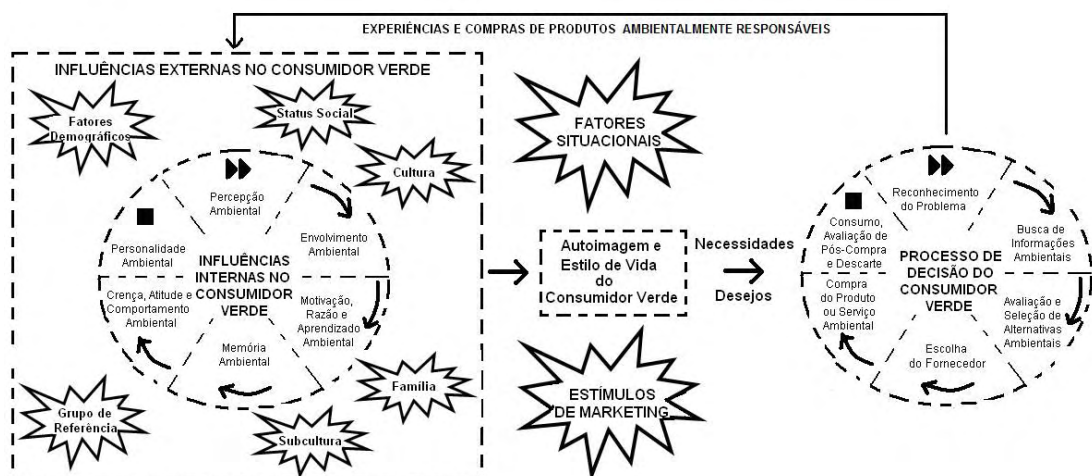 EXPERIÊNCIAS E COMPRAS DE PRODUTOS AMBIENTALMENTE RESPONSÁVEIS
INFLUÊNCIAS EXTERNAS NO CONSUMIDOR VERDE
Fatores
Demográficos
Status Social
Cultura
Percepção
Ambiental
Envolvimento
Ambiental
Motivação,
Razão e
Aprendizado
Ambiental
Memória
Ambiental
Crença, Atitude e
Comportamento
Ambiental
Personalidade
Ambiental
INFLUÊNCIAS
INTERNAS NO
CONSUMIDOR
VERDE
Família
Subcultura
Grupo de
Referência
FATORES
SITUACIONAIS
Autoimagem e
Estilo de Vida
do
Consumidor Verde
ESTÍMULOS
DE MARKETING
Necessidades
Desejos
Reconhecimento
do Problema
Busca de
Informações
Ambientais
Avaliação e
Seleção de
Alternativas
Ambientais
Escolha
do Fornecedor
Compra
do Produto
ou Serviço
Ambiental
Consumo,
Avaliação de
Pós-Compra
e Descarte
PROCESSO DE
DECISÃO DO
CONSUMIDOR
VERDE